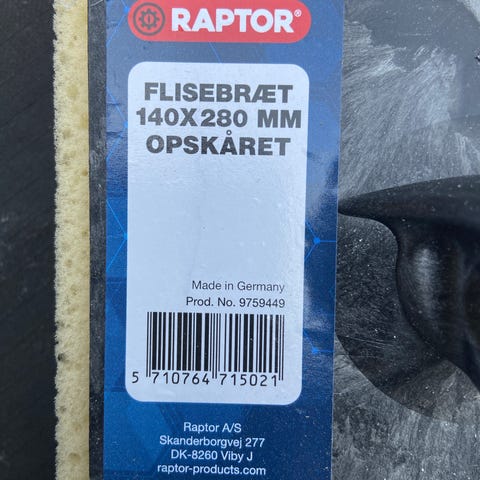 RAPTOR®
FLISEBRÆT
140X280 MM
OPSKÅRET
Made in Germany
Prod. No. 9759449
5 710764 715021
Raptor A/S
Skanderborgvej 277
DK-8260 Viby J
raptor-products.com